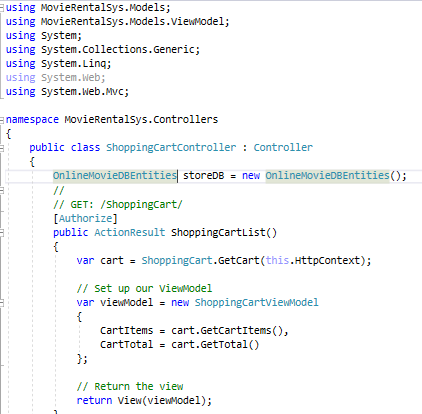 using MovieRentalSys.Models;
using MovieRentalSys.Models.ViewModel;
using System;
using System.Collections.Generic;
using System.Linq;
using System.Web;
using System.Web.Mvc;

namespace MovieRentalSys.Controllers
{
    public class ShoppingCartController : Controller
    {
        OnlineMovieDBEntities storeDB = new OnlineMovieDBEntities();
        //
        // GET: /ShoppingCart/
        [Authorize]
        public ActionResult ShoppingCartList()
        {
            var cart = ShoppingCart.GetCart(this.HttpContext);

            // Set up our ViewModel
            var viewModel = new ShoppingCartViewModel
            {
                CartItems = cart.GetCartItems(),
                CartTotal = cart.GetTotal()
            };

            // Return the view
            return View(viewModel);
        }